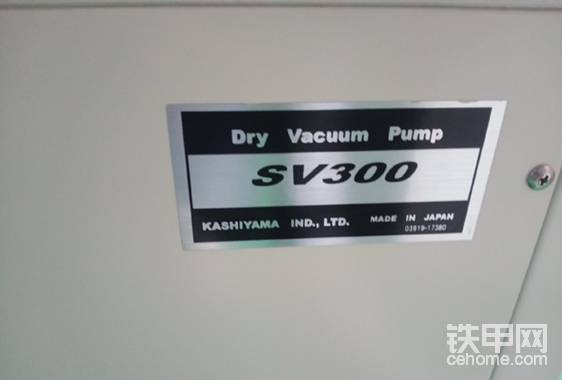 Dry Vacuum Pump
SV300
KASHIYAMA IND., LTD. MADE IN JAPAN
03919-17380
铁甲网
cehome.com